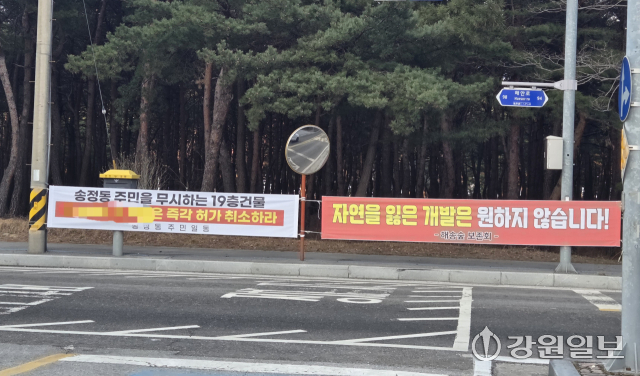 송정동 주민을 무시하는 19층건물
은 즉각 허가 취소하라
송정동주민일동
자연을 잃은 개발은 원하지 않습니다!
- 해송숲 보존회 -
해안로
강원일보